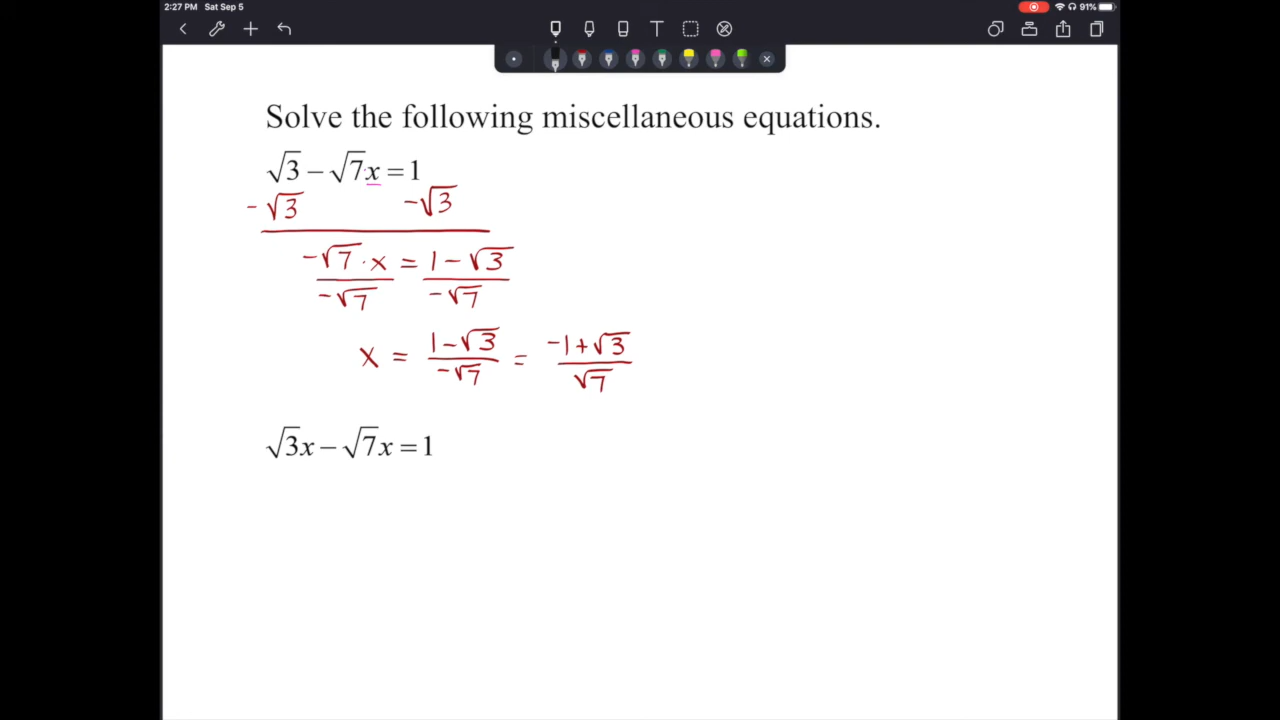 2:27 PM Sat Sep 5 91%
T
Solve the following miscellaneous equations.
√3 − √7x = 1
- √3 - √3
-√7 · x = 1 - √3
-√7 -√7
x = 1 - √3 = -1 + √3
-√7 √7
√3x − √7x = 1